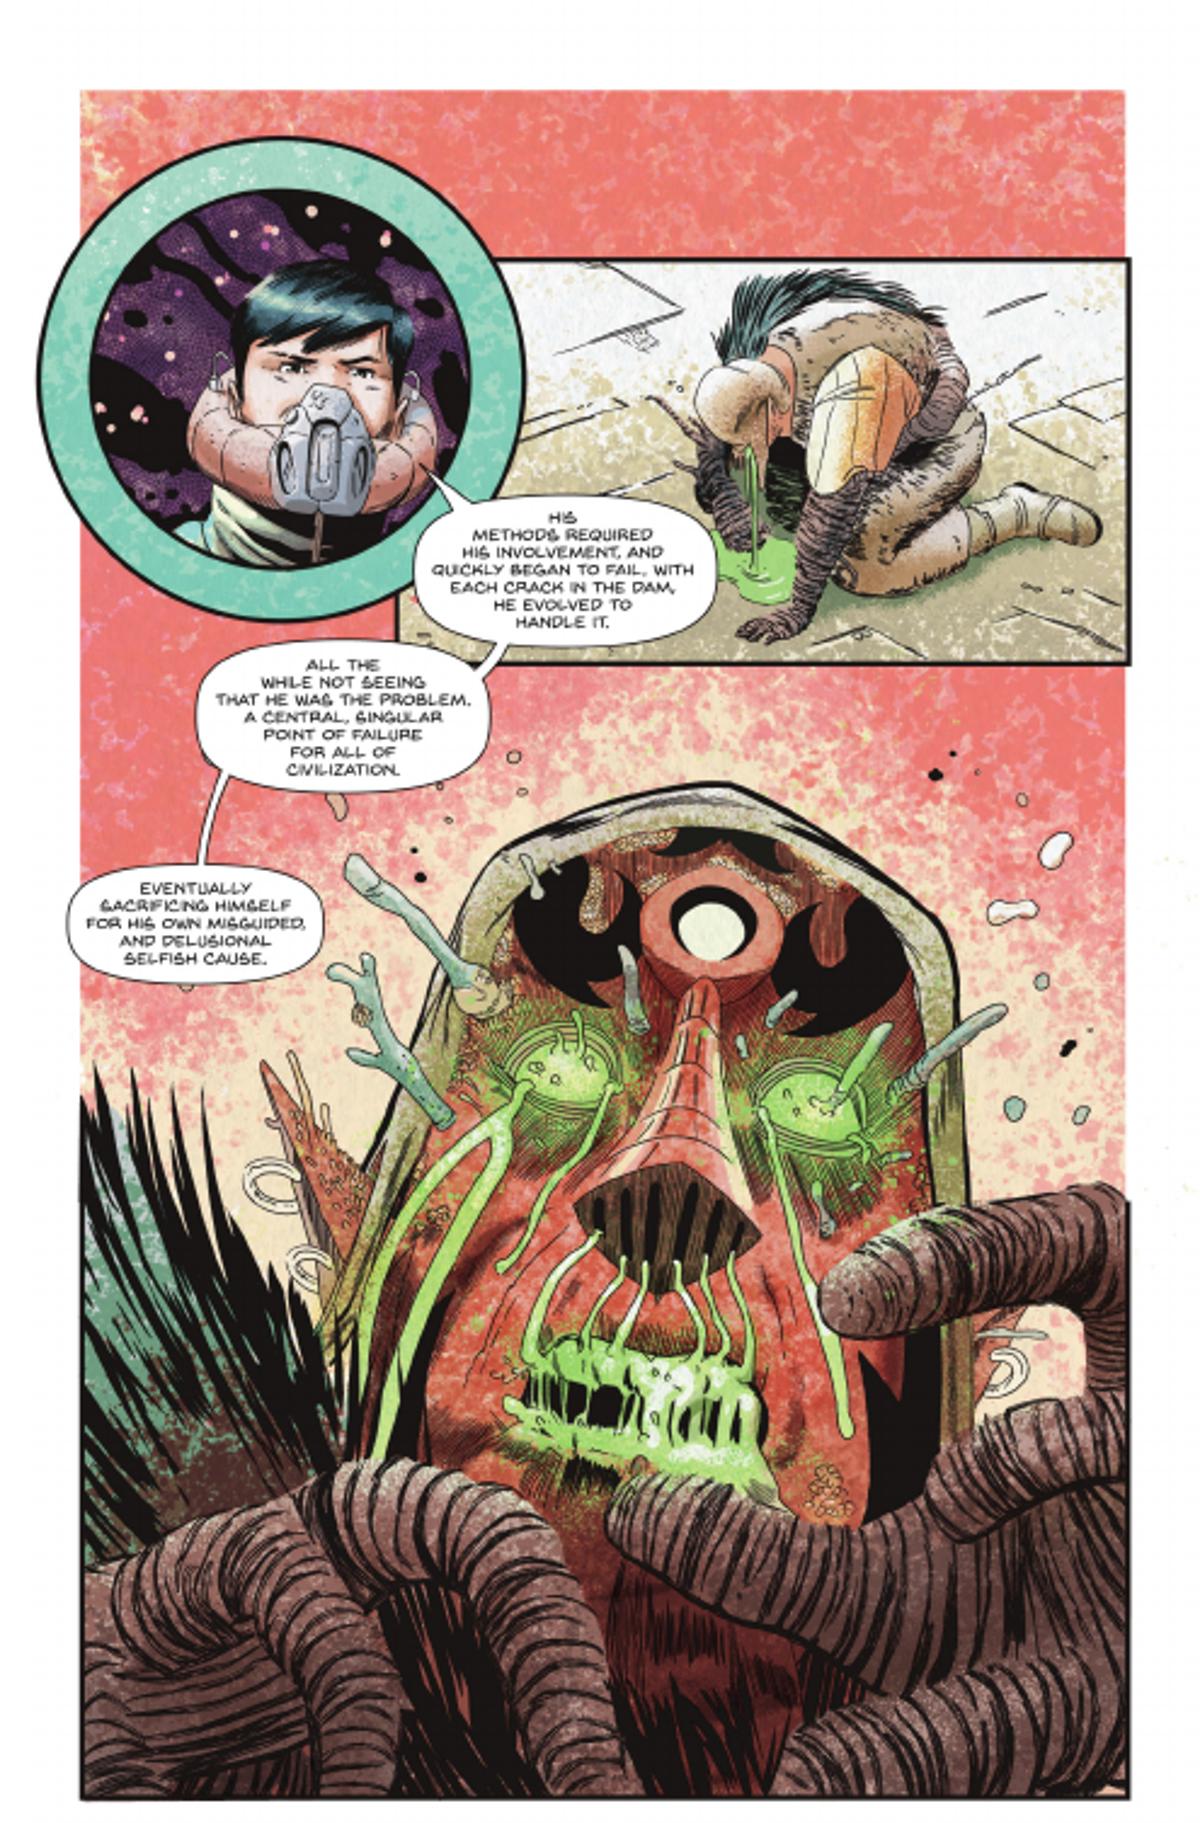 HIS
METHODS REQUIRED
HIS INVOLVEMENT, AND
QUICKLY BEGAN TO FAIL, WITH
EACH CRACK IN THE DAM,
HE EVOLVED TO
HANDLE IT.
ALL THE
WHILE NOT SEEING
THAT HE WAS THE PROBLEM.
A CENTRAL, SINGULAR
POINT OF FAILURE
FOR ALL OF
CIVILIZATION.
EVENTUALLY
SACRIFICING HIMSELF
FOR HIS OWN MISGUIDED,
AND DELUSIONAL
SELFISH CAUSE.